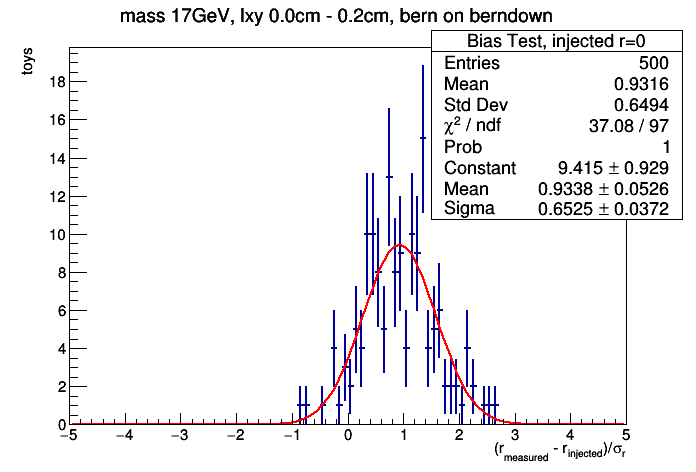 mass 17GeV, lxy 0.0cm - 0.2cm, bern on berndown
toys
Bias Test, injected r=0
Entries 500
Mean 0.9316
Std Dev 0.6494
χ² / ndf 37.08 / 97
Prob 1
Constant 9.415 ± 0.929
Mean 0.9338 ± 0.0526
Sigma 0.6525 ± 0.0372
18
16
14
12
10
8
6
4
2
0
−5 −4 −3 −2 −1 0 1 2 3 4 5
(r_measured - r_injected)/σ_r